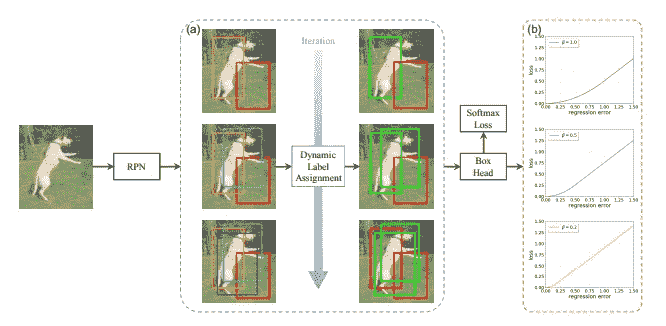 (a)
Iteration
RPN
Dynamic
Label
Assignment
Softmax
Loss
Box
Head
(b)
1.50
1.25
1.00
0.75
0.50
0.25
0.00
loss
β = 1.0
0.00 0.25 0.50 0.75 1.00 1.25 1.50
regression error
1.50
1.25
1.00
0.75
0.50
0.25
0.00
loss
β = 0.5
0.00 0.25 0.50 0.75 1.00 1.25 1.50
regression error
1.50
1.25
1.00
0.75
0.50
0.25
0.00
loss
β = 0.2
0.00 0.25 0.50 0.75 1.00 1.25 1.50
regression error